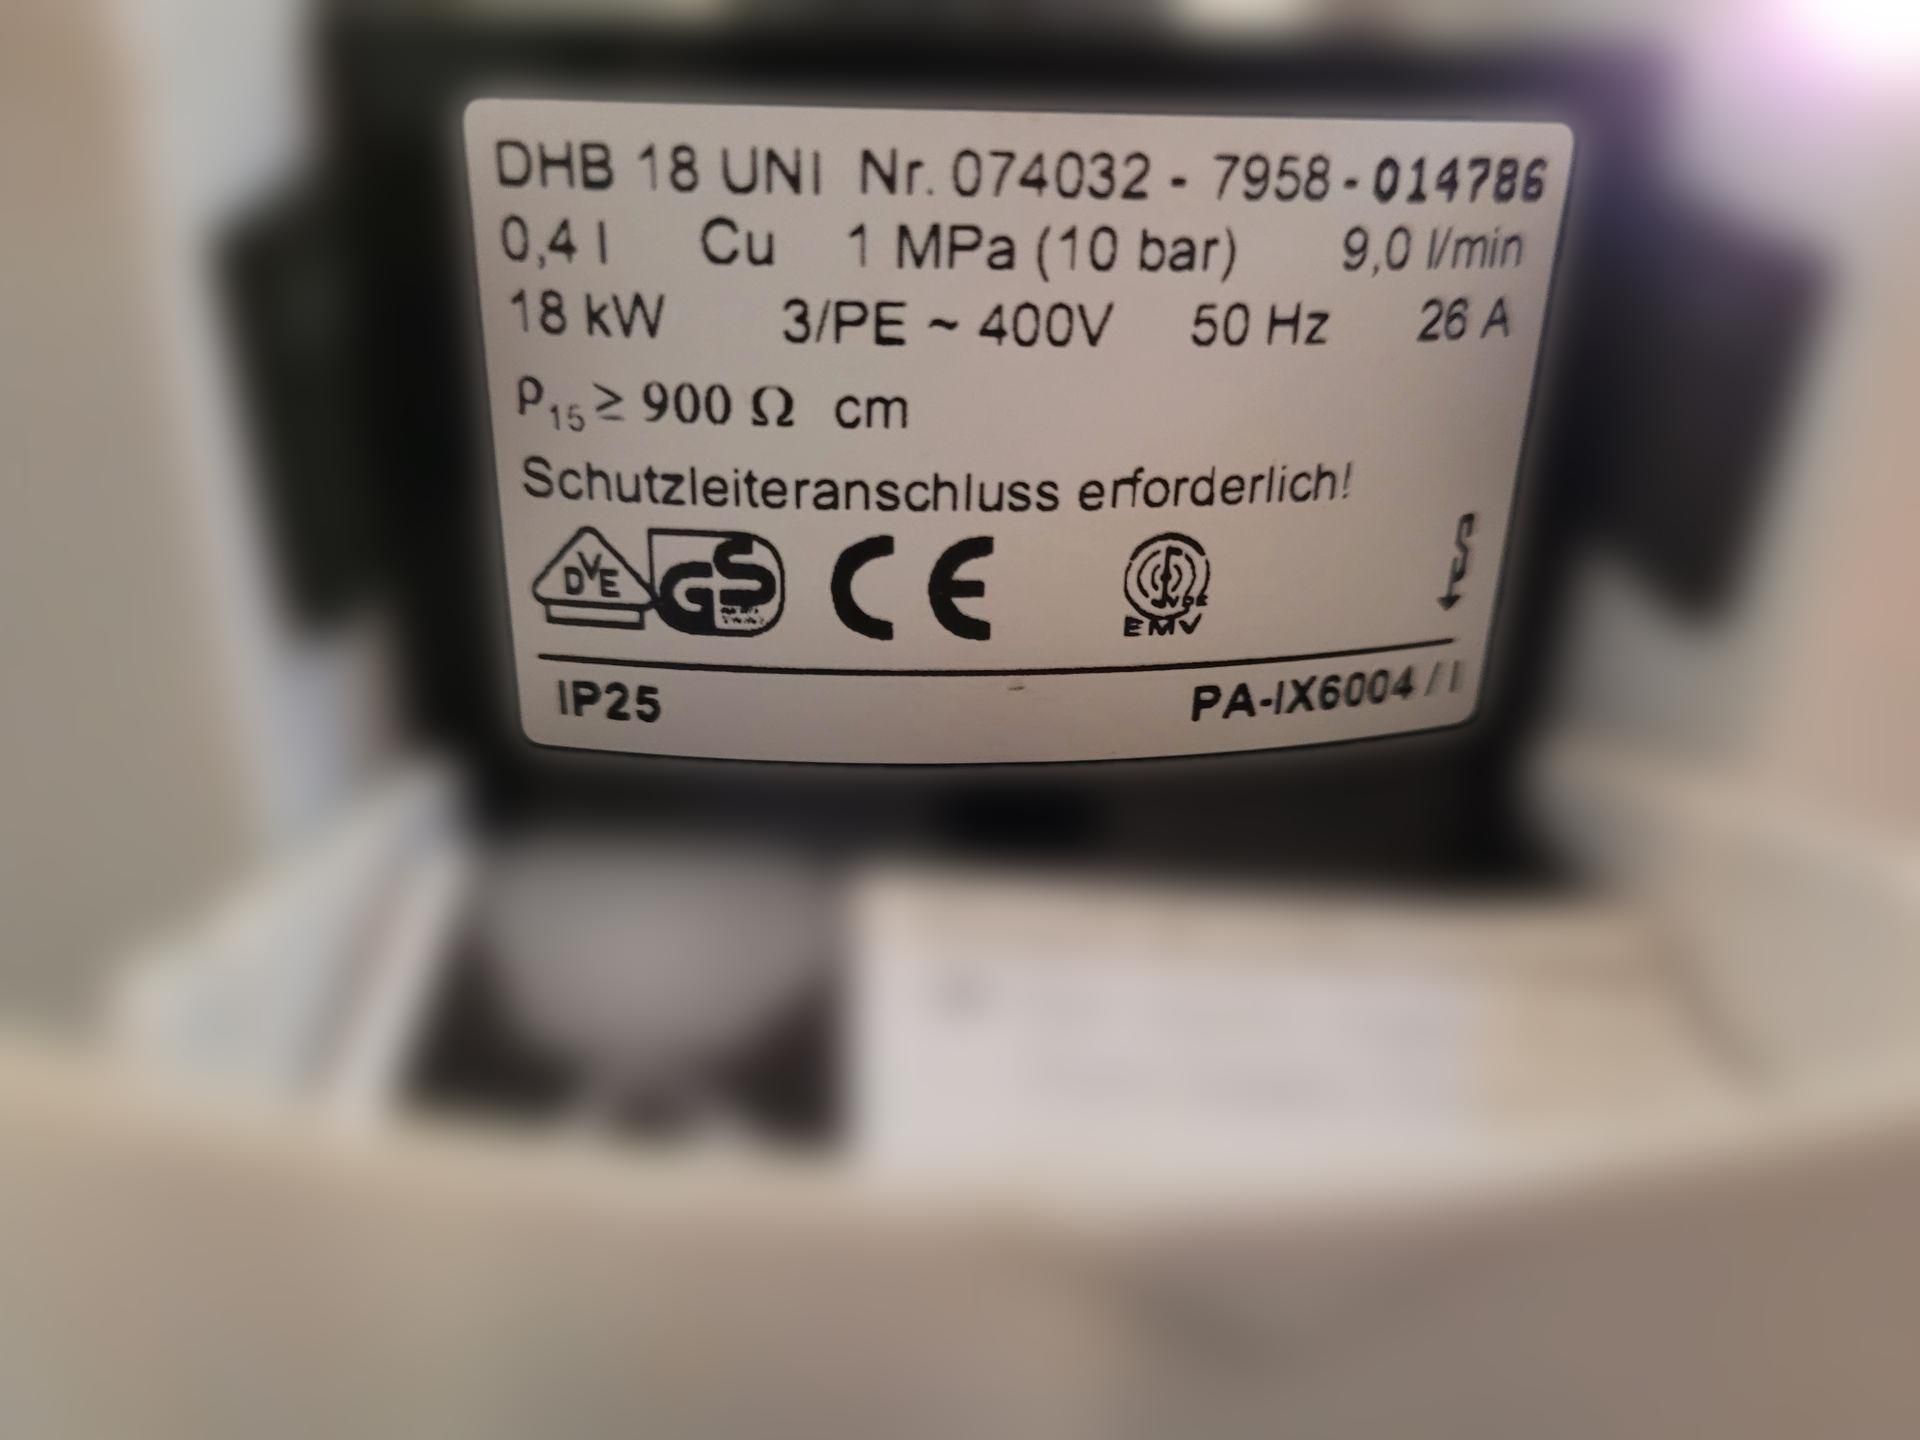 DHB 18 UNI Nr. 074032 - 7958 - 014786
0,4 l Cu 1 MPa (10 bar) 9,0 l/min
18 kW 3/PE ~ 400V 50 Hz 26 A
ρ15 ≥ 900 Ω cm
Schutzleiteranschluss erforderlich!
DVE GS CE VDE
EMV
IP25 PA-IX6004 / I